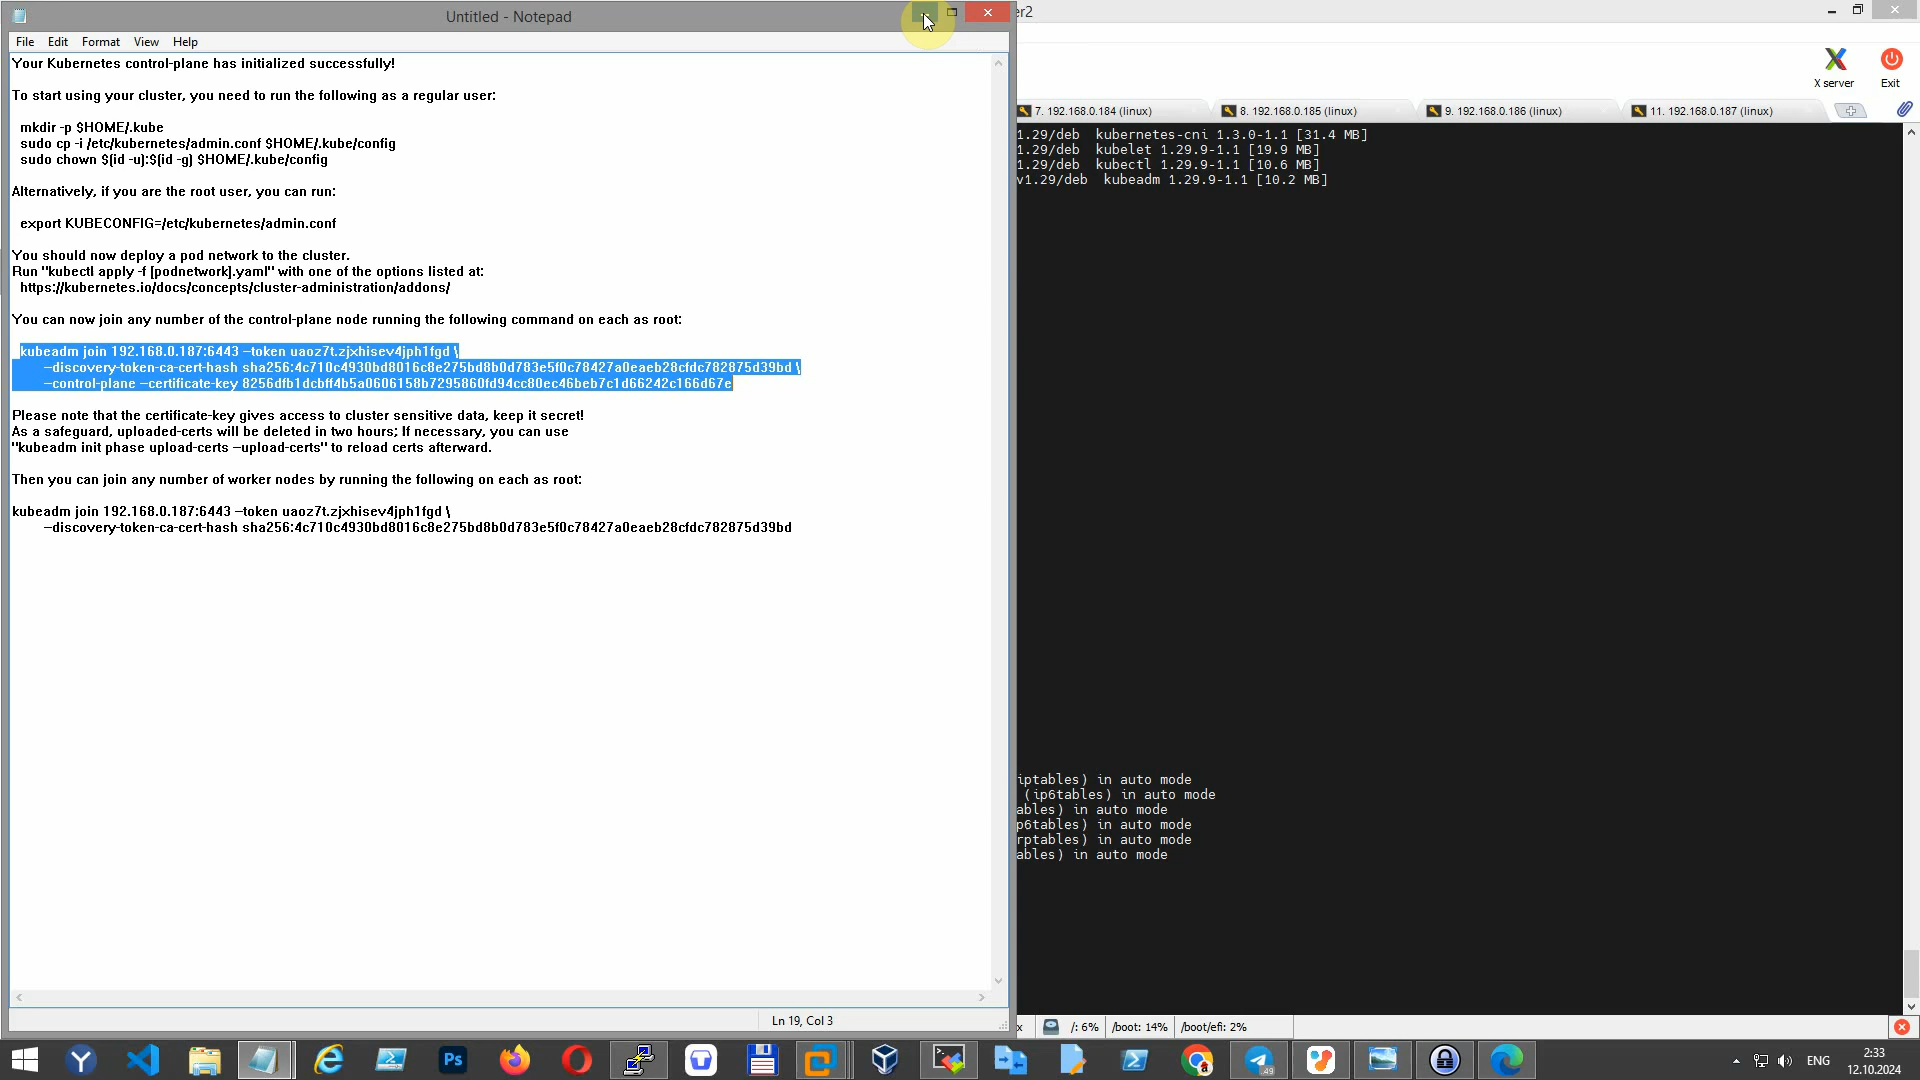 Untitled - Notepad
er2
File Edit Format View Help
Your Kubernetes control-plane has initialized successfully!
To start using your cluster, you need to run the following as a regular user:
mkdir -p $HOME/.kube
sudo cp -i /etc/kubernetes/admin.conf $HOME/.kube/config
sudo chown $(id -u):$(id -g) $HOME/.kube/config
Alternatively, if you are the root user, you can run:
export KUBECONFIG=/etc/kubernetes/admin.conf
You should now deploy a pod network to the cluster.
Run "kubectl apply -f [podnetwork].yaml" with one of the options listed at:
https://kubernetes.io/docs/concepts/cluster-administration/addons/
You can now join any number of the control-plane node running the following command on each as root:
kubeadm join 192.168.0.187:6443 --token uaoz7t.zjxhisev4jph1fgd \
--discovery-token-ca-cert-hash sha256:4c710c4930bd8016c8e275bd8b0d783e5f0c78427a0eaeb28cfdc782875d39bd \
--control-plane --certificate-key 8256dfb1dcbff4b5a0606158b7295860fd94cc80ec46beb7c1d66242c166d67e
Please note that the certificate-key gives access to cluster sensitive data, keep it secret!
As a safeguard, uploaded-certs will be deleted in two hours; If necessary, you can use
"kubeadm init phase upload-certs --upload-certs" to reload certs afterward.
Then you can join any number of worker nodes by running the following on each as root:
kubeadm join 192.168.0.187:6443 --token uaoz7t.zjxhisev4jph1fgd \
--discovery-token-ca-cert-hash sha256:4c710c4930bd8016c8e275bd8b0d783e5f0c78427a0eaeb28cfdc782875d39bd
Ln 19, Col 3
X server Exit
7. 192.168.0.184 (linux) 8. 192.168.0.185 (linux) 9. 192.168.0.186 (linux) 11. 192.168.0.187 (linux)
1.29/deb kubernetes-cni 1.3.0-1.1 [31.4 MB]
1.29/deb kubelet 1.29.9-1.1 [19.9 MB]
1.29/deb kubectl 1.29.9-1.1 [10.6 MB]
v1.29/deb kubeadm 1.29.9-1.1 [10.2 MB]
iptables) in auto mode
(ip6tables) in auto mode
ables) in auto mode
p6tables) in auto mode
rptables) in auto mode
ables) in auto mode
x /: 6% /boot: 14% /boot/efi: 2%
Ps
49
ENG
2:33
12.10.2024